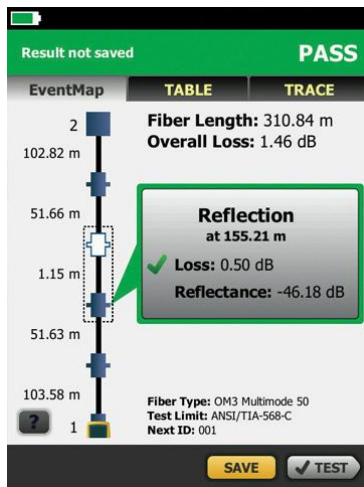 Result not saved
PASS
EventMap
TABLE
TRACE
2
102.82 m
51.66 m
1.15 m
51.63 m
103.58 m
?
1
Fiber Length: 310.84 m
Overall Loss: 1.46 dB
Reflection
at 155.21 m
Loss: 0.50 dB
Reflectance: -46.18 dB
Fiber Type: OM3 Multimode 50
Test Limit: ANSI/TIA-568-C
Next ID: 001
SAVE
TEST